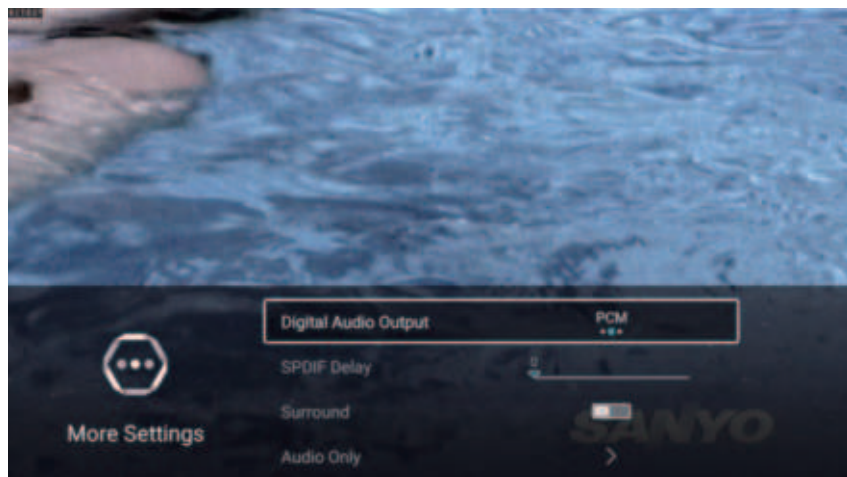 Digital Audio Output PCM
SPDIF Delay 0
Surround
SANYO
More Settings
Audio Only